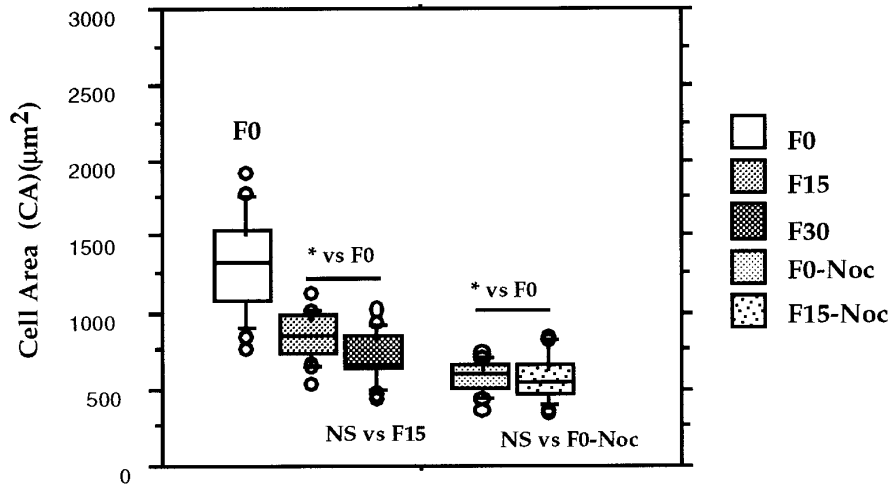 3000
2500
2000
1500
1000
500
0
Cell Area (CA)(μm²)
F0
* vs F0
* vs F0
NS vs F15
NS vs F0-Noc
F0
F15
F30
F0-Noc
F15-Noc